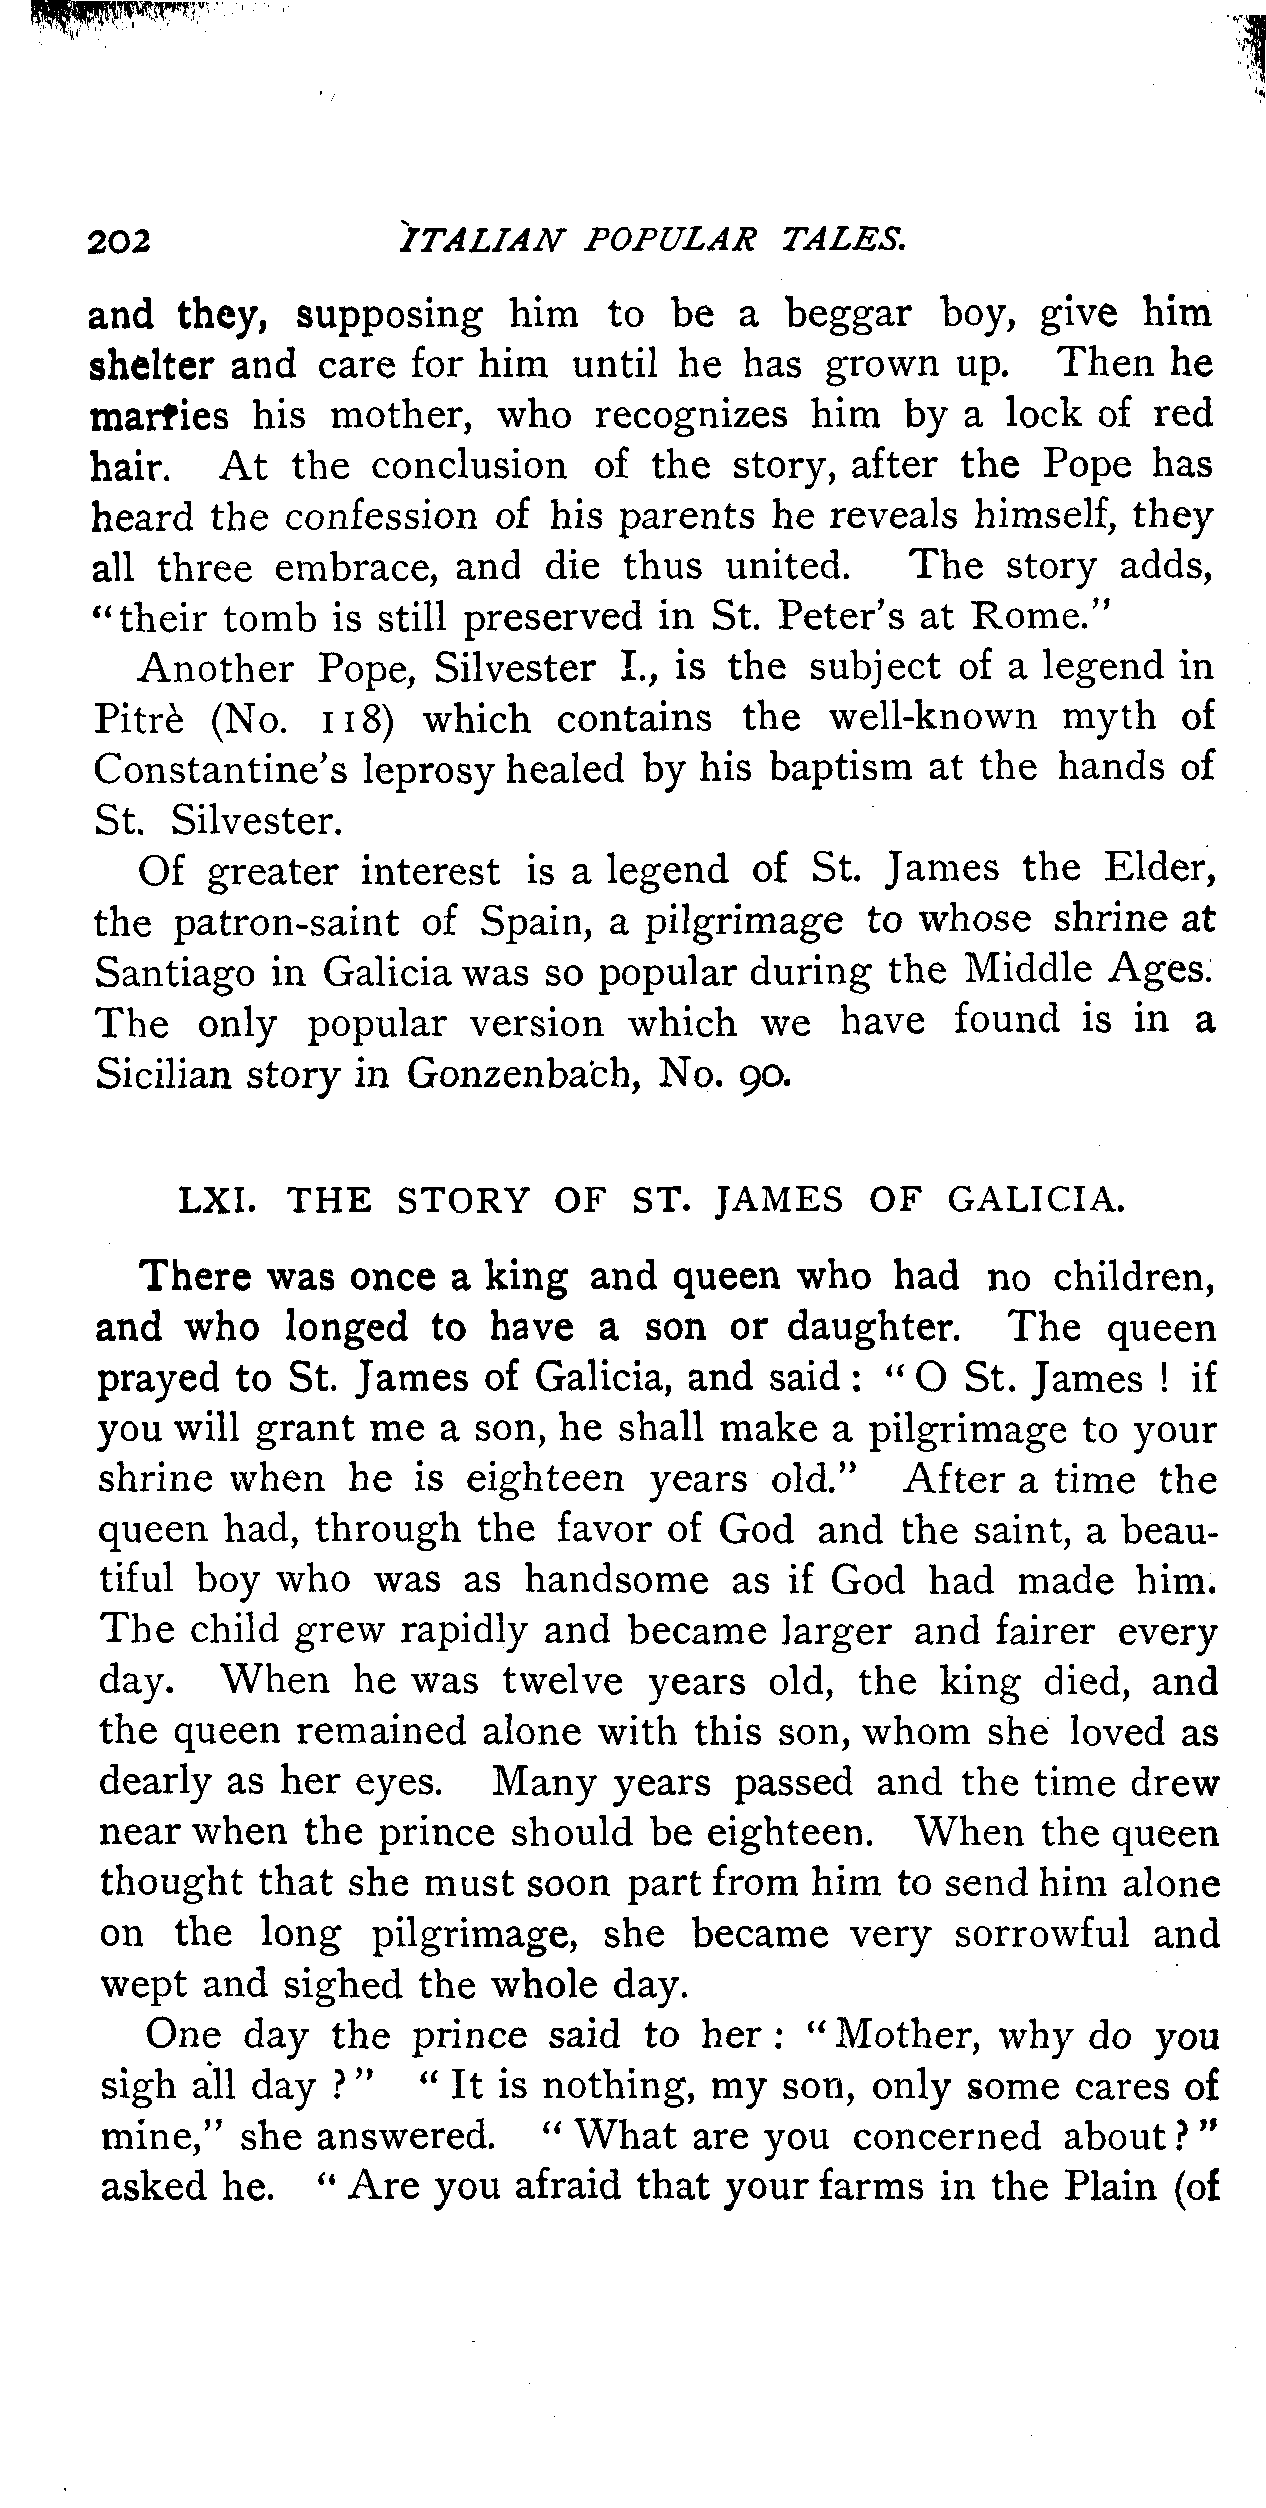 202 ITALIAN POPULAR TALES.
and they, supposing him to be a beggar boy, give him
shelter and care for him until he has grown up. Then he
marries his mother, who recognizes him by a lock of red
hair. At the conclusion of the story, after the Pope has
heard the confession of his parents he reveals himself, they
all three embrace, and die thus united. The story adds,
"their tomb is still preserved in St. Peter's at Rome."
Another Pope, Silvester I., is the subject of a legend in
Pitrè (No. 118) which contains the well-known myth of
Constantine's leprosy healed by his baptism at the hands of
St. Silvester.
Of greater interest is a legend of St. James the Elder,
the patron-saint of Spain, a pilgrimage to whose shrine at
Santiago in Galicia was so popular during the Middle Ages.
The only popular version which we have found is in a
Sicilian story in Gonzenbach, No. 90.
LXI. THE STORY OF ST. JAMES OF GALICIA.
There was once a king and queen who had no children,
and who longed to have a son or daughter. The queen
prayed to St. James of Galicia, and said : " O St. James ! if
you will grant me a son, he shall make a pilgrimage to your
shrine when he is eighteen years old." After a time the
queen had, through the favor of God and the saint, a beau-
tiful boy who was as handsome as if God had made him.
The child grew rapidly and became larger and fairer every
day. When he was twelve years old, the king died, and
the queen remained alone with this son, whom she loved as
dearly as her eyes. Many years passed and the time drew
near when the prince should be eighteen. When the queen
thought that she must soon part from him to send him alone
on the long pilgrimage, she became very sorrowful and
wept and sighed the whole day.
One day the prince said to her : " Mother, why do you
sigh all day ? " " It is nothing, my son, only some cares of
mine," she answered. " What are you concerned about ? "
asked he. " Are you afraid that your farms in the Plain (of